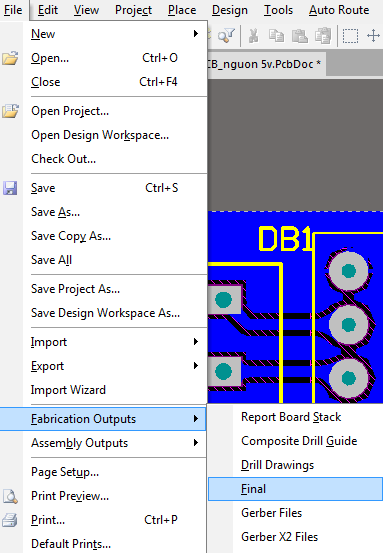 File Edit View Project Place Design Tools Auto Route
New
Open... Ctrl+O
Close Ctrl+F4
CB_nguon 5v.PcbDoc *
Open Project...
Open Design Workspace...
Check Out...
Save Ctrl+S
Save As...
Save Copy As...
Save All
DB1
Save Project As...
Save Design Workspace As...
Import
Export
Import Wizard
Fabrication Outputs
Assembly Outputs
Page Setup...
Print Preview...
Print... Ctrl+P
Default Prints...
Report Board Stack
Composite Drill Guide
Drill Drawings
Final
Gerber Files
Gerber X2 Files